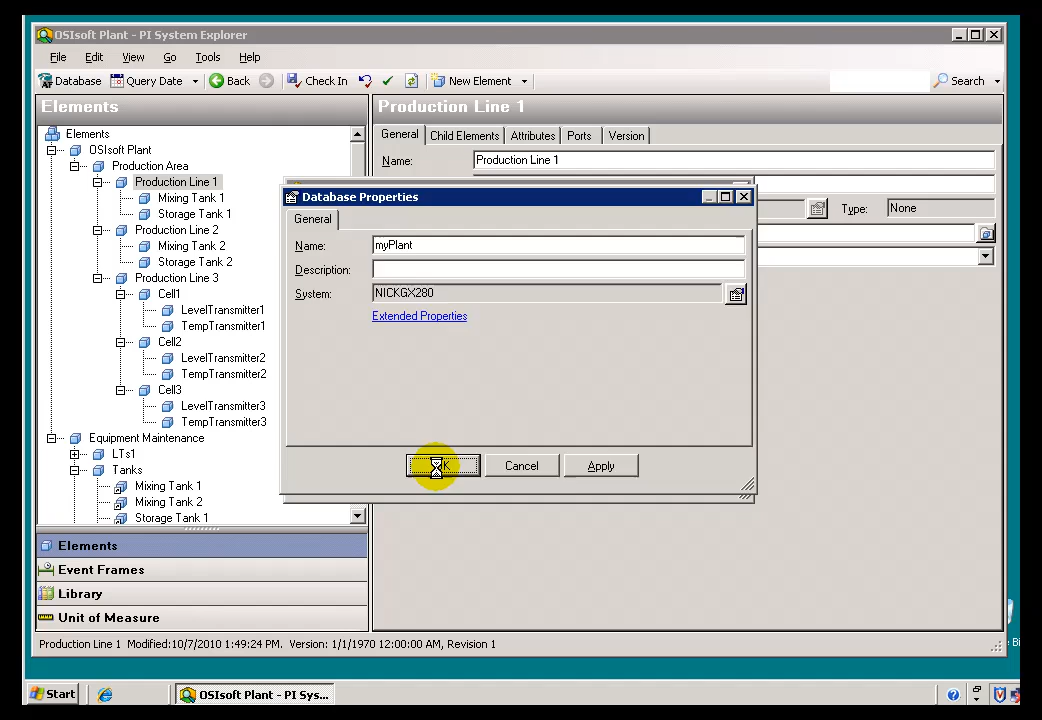 OSIsoft Plant - PI System Explorer
File Edit View Go Tools Help
Database Query Date Back Check In New Element Search
Elements
Production Line 1
Elements
OSIsoft Plant
Production Area
Production Line 1
Mixing Tank 1
Storage Tank 1
Production Line 2
Mixing Tank 2
Storage Tank 2
Production Line 3
Cell1
LevelTransmitter1
TempTransmitter1
Cell2
LevelTransmitter2
TempTransmitter2
Cell3
LevelTransmitter3
TempTransmitter3
Equipment Maintenance
LTs1
Tanks
Mixing Tank 1
Mixing Tank 2
Storage Tank 1
General Child Elements Attributes Ports Version
Name: Production Line 1
Type: None
Database Properties
General
Name: myPlant
Description:
System: NICKGX280
Extended Properties
Cancel Apply
Elements
Event Frames
Library
Unit of Measure
Production Line 1 Modified:10/7/2010 1:49:24 PM. Version: 1/1/1970 12:00:00 AM, Revision 1
Start OSIsoft Plant - PI Sys...